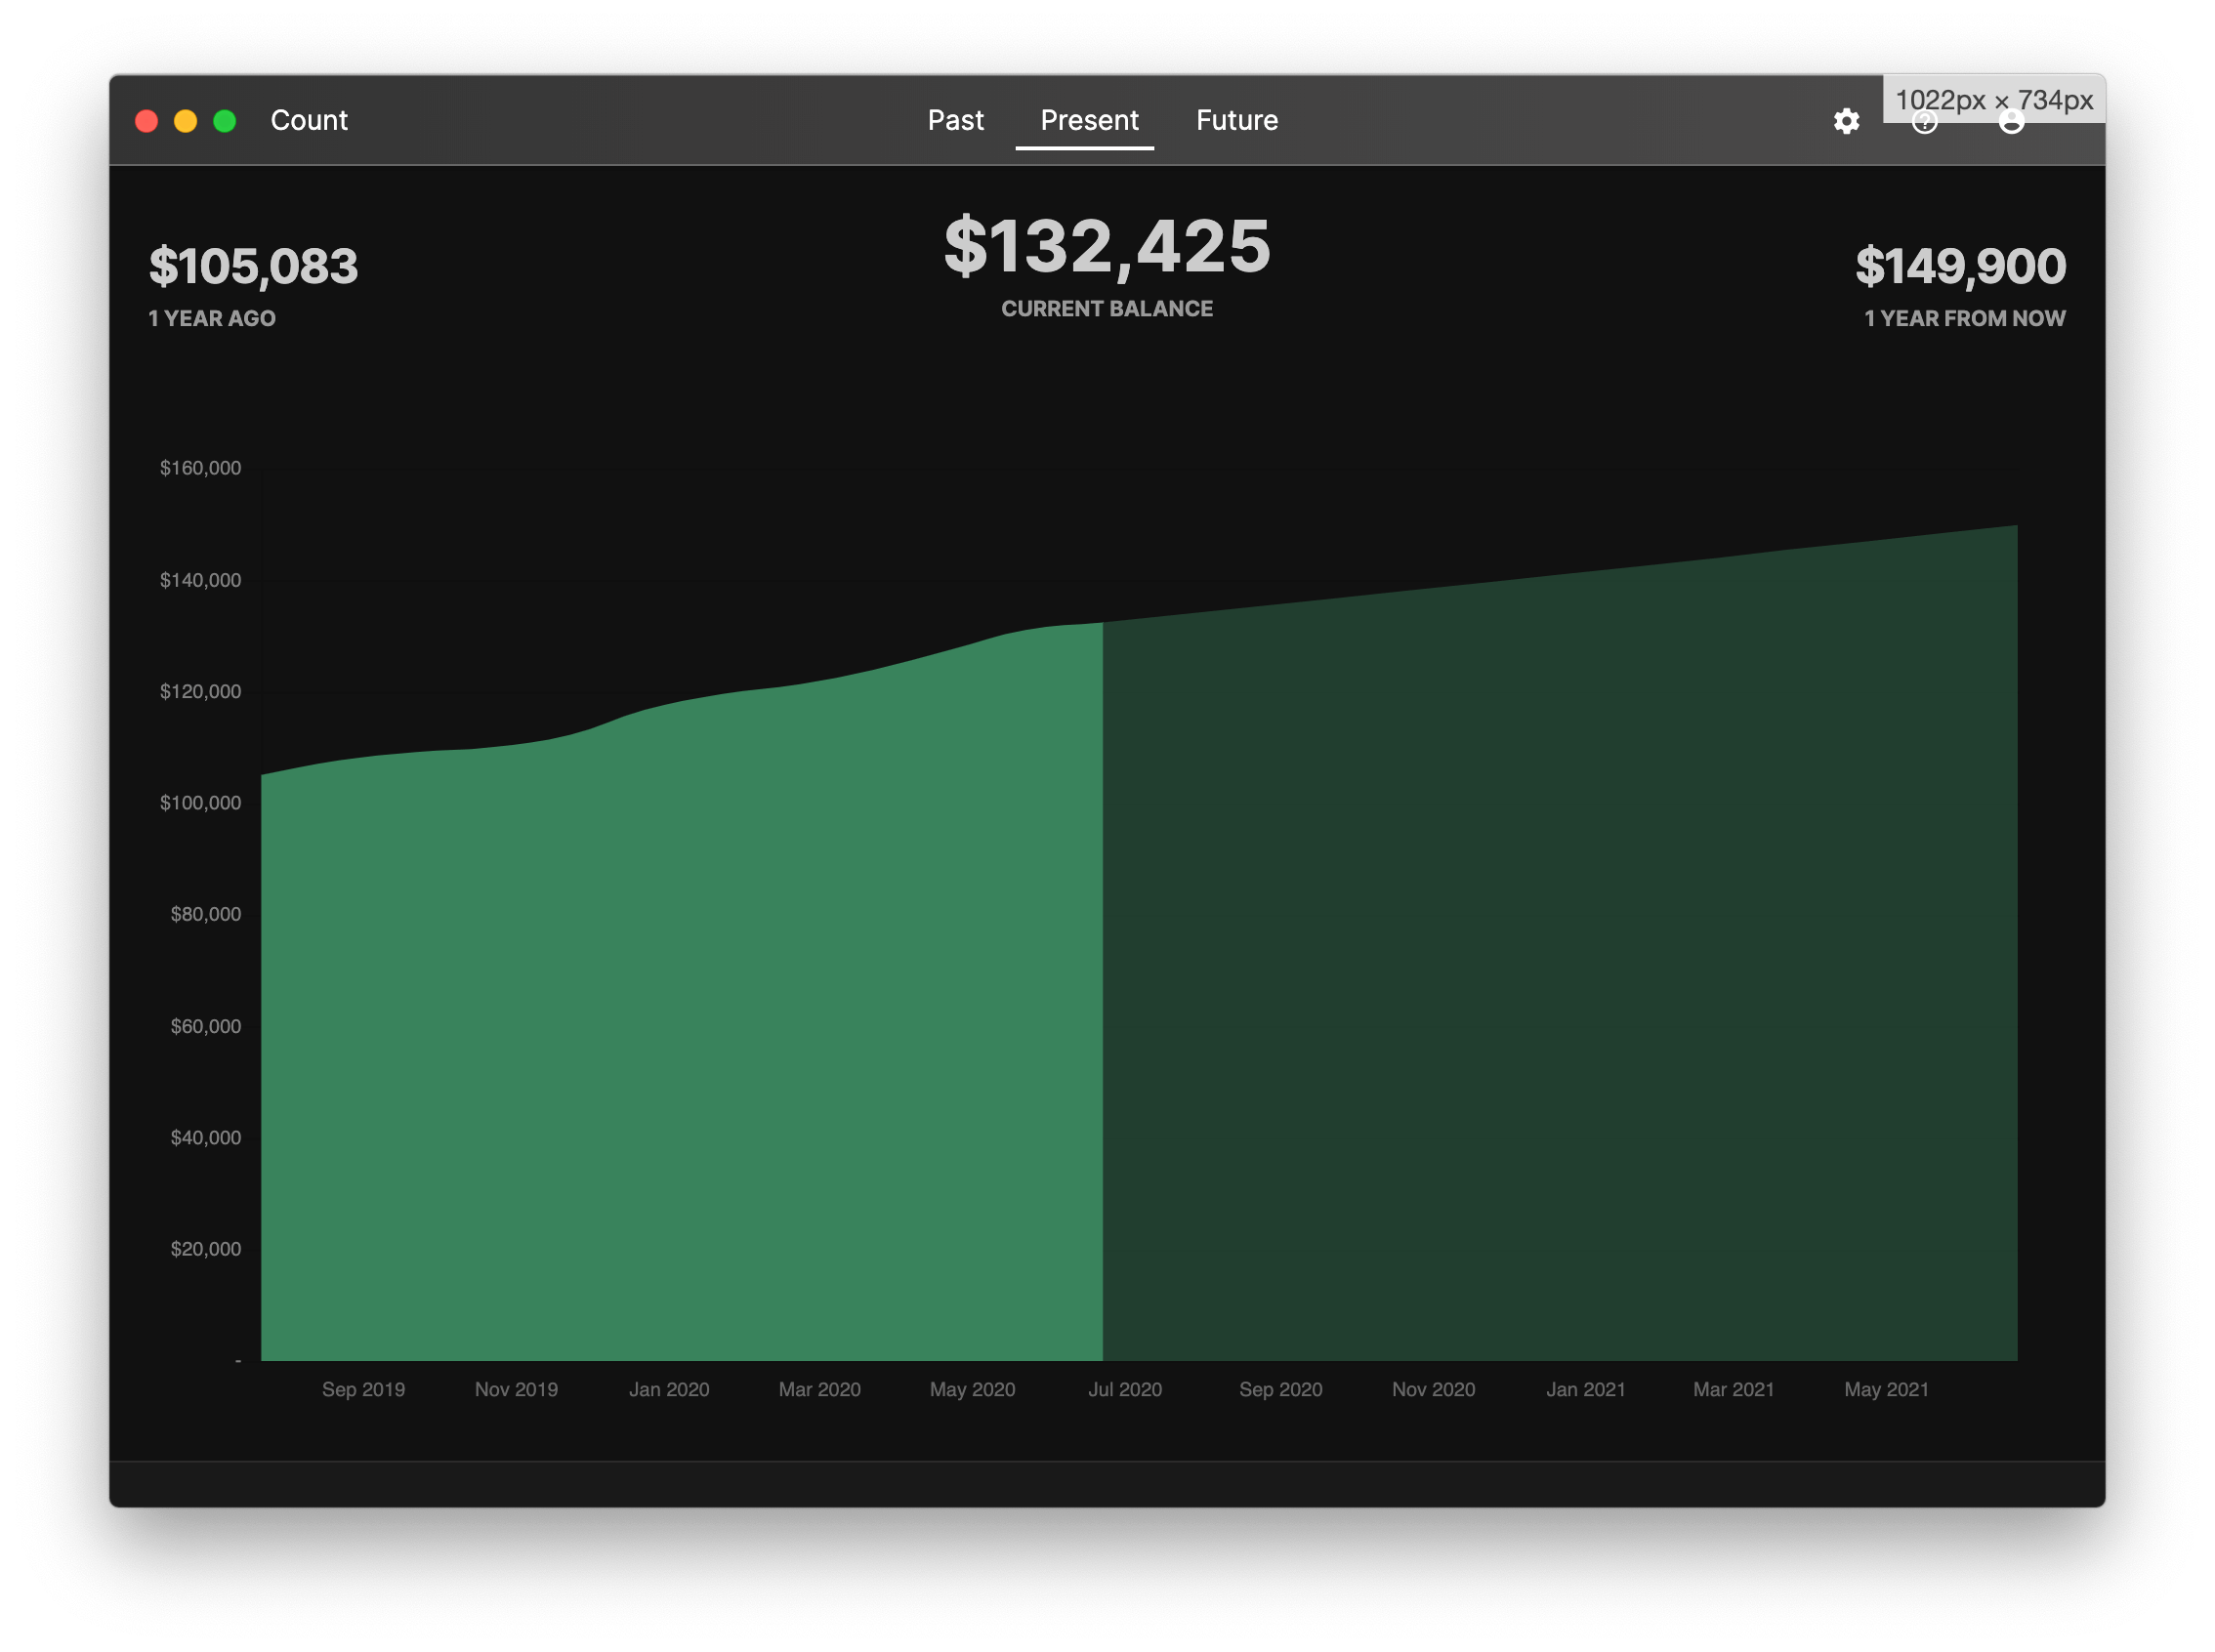 Count
Past
Present
Future
1022px × 734px
$105,083
1 YEAR AGO
$132,425
CURRENT BALANCE
$149,900
1 YEAR FROM NOW
$160,000
$140,000
$120,000
$100,000
$80,000
$60,000
$40,000
$20,000
-
Sep 2019
Nov 2019
Jan 2020
Mar 2020
May 2020
Jul 2020
Sep 2020
Nov 2020
Jan 2021
Mar 2021
May 2021